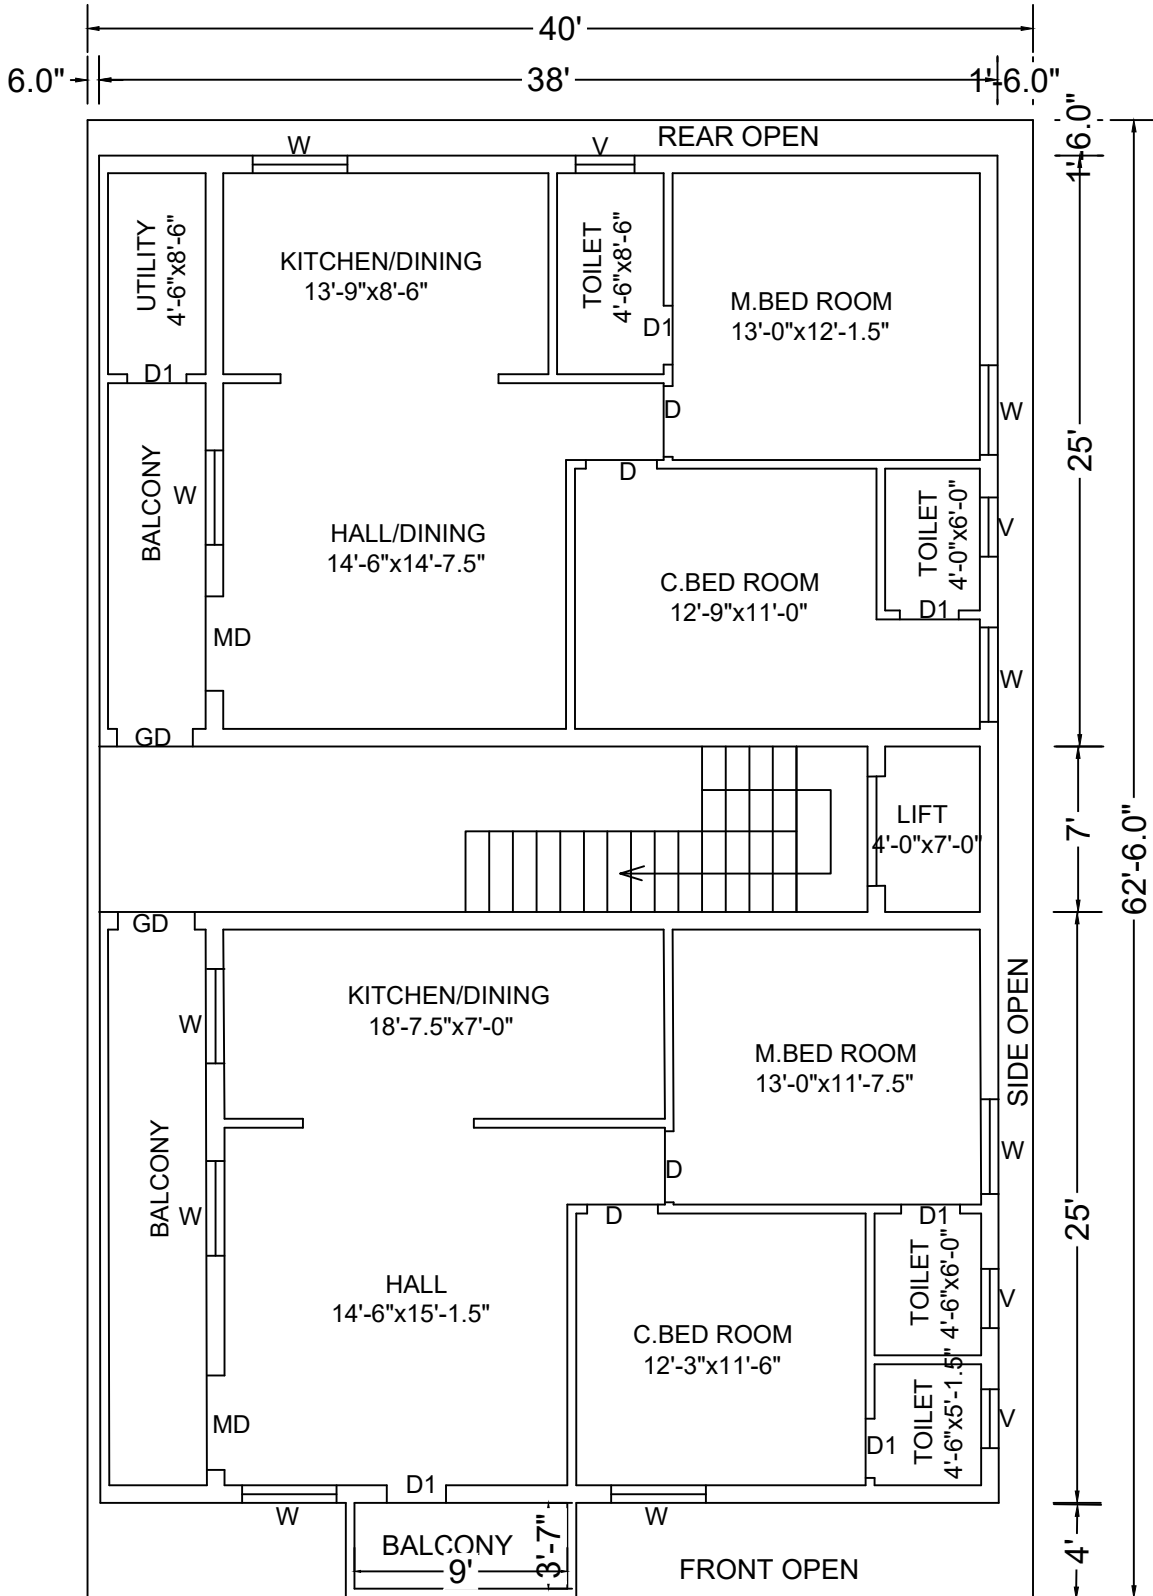 40'
6.0"
38'
1'-6.0"
1'-6.0"
REAR OPEN
W
V
UTILITY
4'-6"x8'-6"
KITCHEN/DINING
13'-9"x8'-6"
TOILET
4'-6"x8'-6"
M.BED ROOM
13'-0"x12'-1.5"
D1
D1
D
W
25'
BALCONY
W
D
HALL/DINING
14'-6"x14'-7.5"
TOILET
4'-0"x6'-0"
V
C.BED ROOM
12'-9"x11'-0"
D1
MD
W
GD
LIFT
4'-0"x7'-0"
7'
62'-6.0"
GD
KITCHEN/DINING
18'-7.5"x7'-0"
W
M.BED ROOM
13'-0"x11'-7.5"
SIDE OPEN
BALCONY
W
D
W
D
D1
25'
HALL
14'-6"x15'-1.5"
TOILET
4'-6"x6'-0"
V
C.BED ROOM
12'-3"x11'-6"
TOILET
4'-6"x5'-1.5"
V
MD
D1
D1
W
W
BALCONY
9'
3'-7"
FRONT OPEN
4'